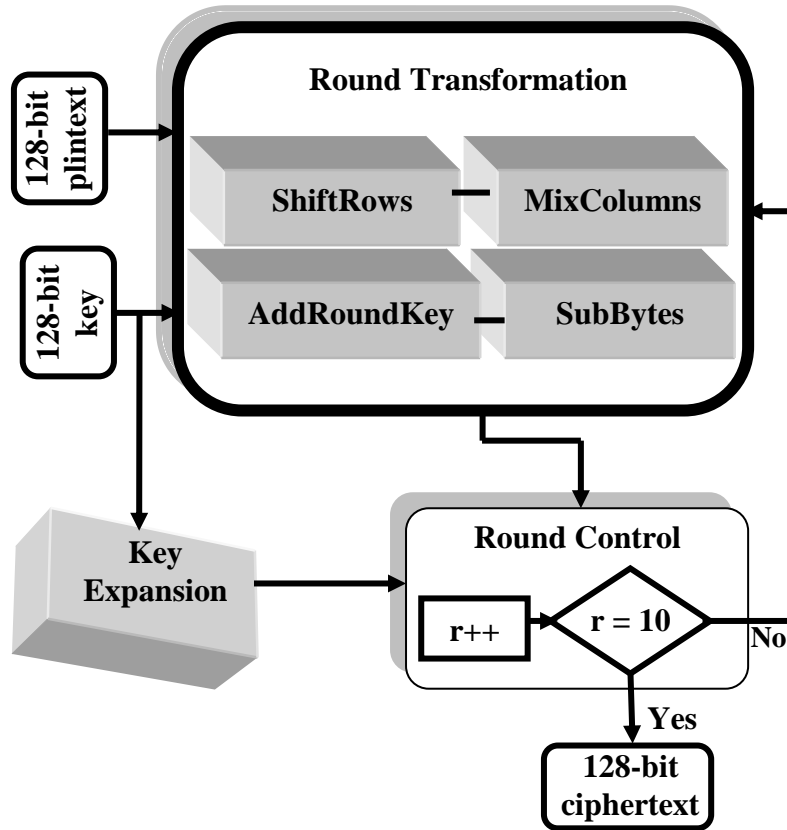 Round Transformation
128-bit
plintext
ShiftRows
MixColumns
128-bit
key
AddRoundKey
SubBytes
Key
Expansion
Round Control
r++
r = 10
No
Yes
128-bit
ciphertext